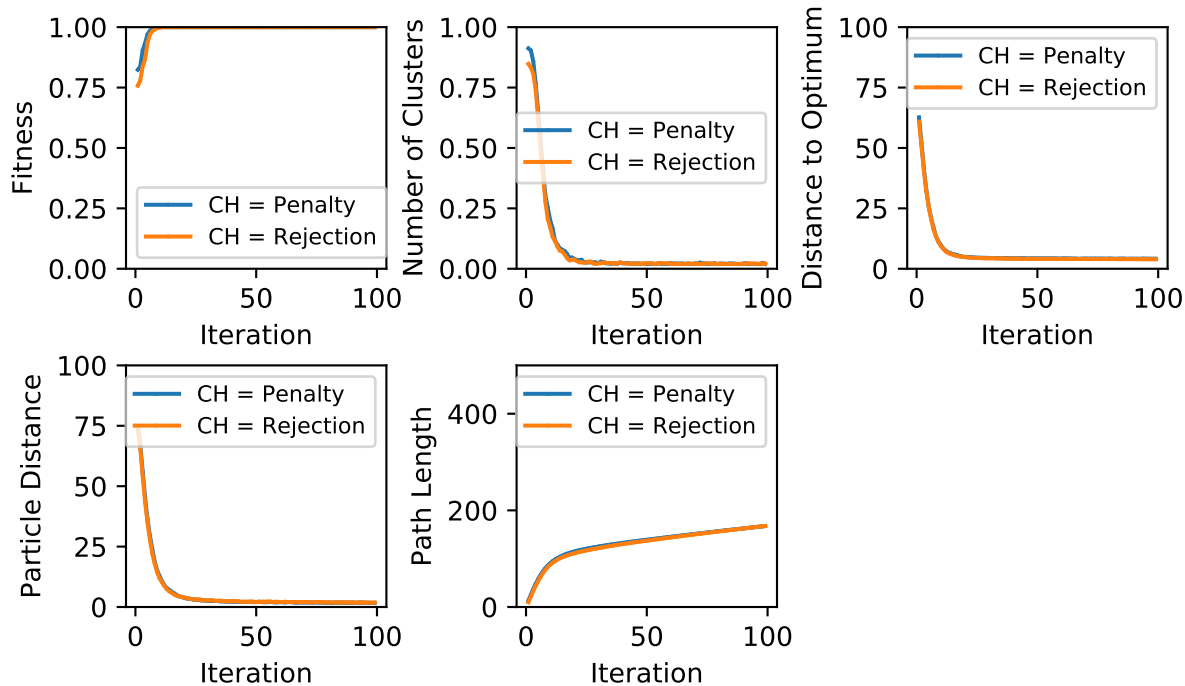 Fitness
1.00
0.75
0.50
0.25
0.00
CH = Penalty
CH = Rejection
0
50
100
Iteration
Number of Clusters
1.00
0.75
0.50
0.25
0.00
CH = Penalty
CH = Rejection
0
50
100
Iteration
Distance to Optimum
100
75
50
25
0
CH = Penalty
CH = Rejection
0
50
100
Iteration
Particle Distance
100
75
50
25
0
CH = Penalty
CH = Rejection
0
50
100
Iteration
Path Length
400
200
0
CH = Penalty
CH = Rejection
0
50
100
Iteration